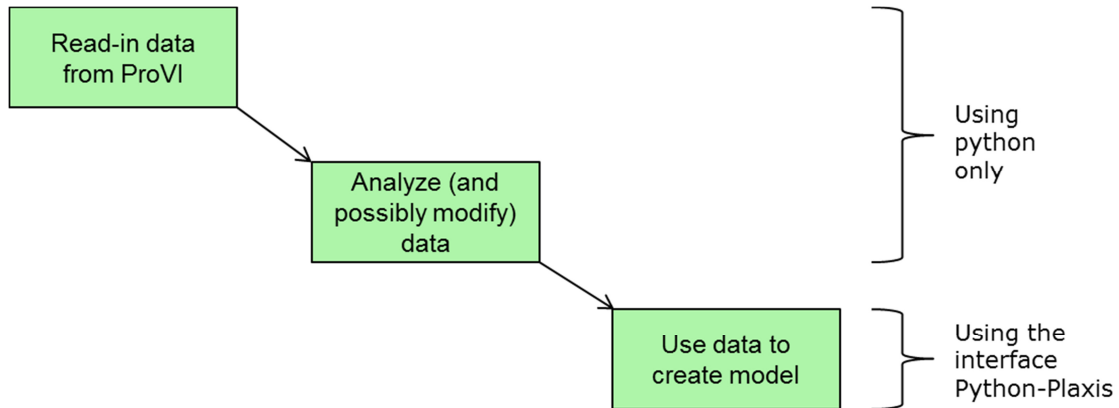 Read-in data
from ProVI
Using
python
only
Analyze (and
possibly modify)
data
Use data to
create model
Using the
interface
Python-Plaxis